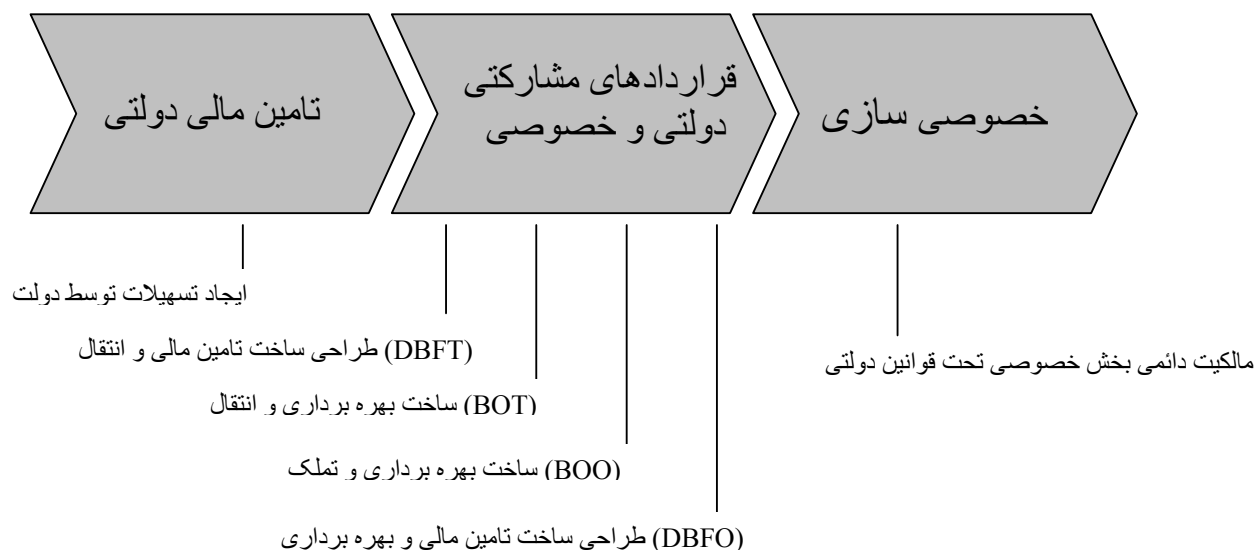 تامین مالی دولتی
قراردادهای مشارکتی
دولتی و خصوصی
خصوصی سازی
ایجاد تسهیلات توسط دولت
(DBFT) طراحی ساخت تامین مالی و انتقال
(BOT) ساخت بهره برداری و انتقال
(BOO) ساخت بهره برداری و تملک
(DBFO) طراحی ساخت تامین مالی و بهره برداری
مالکیت دائمی بخش خصوصی تحت قوانین دولتی